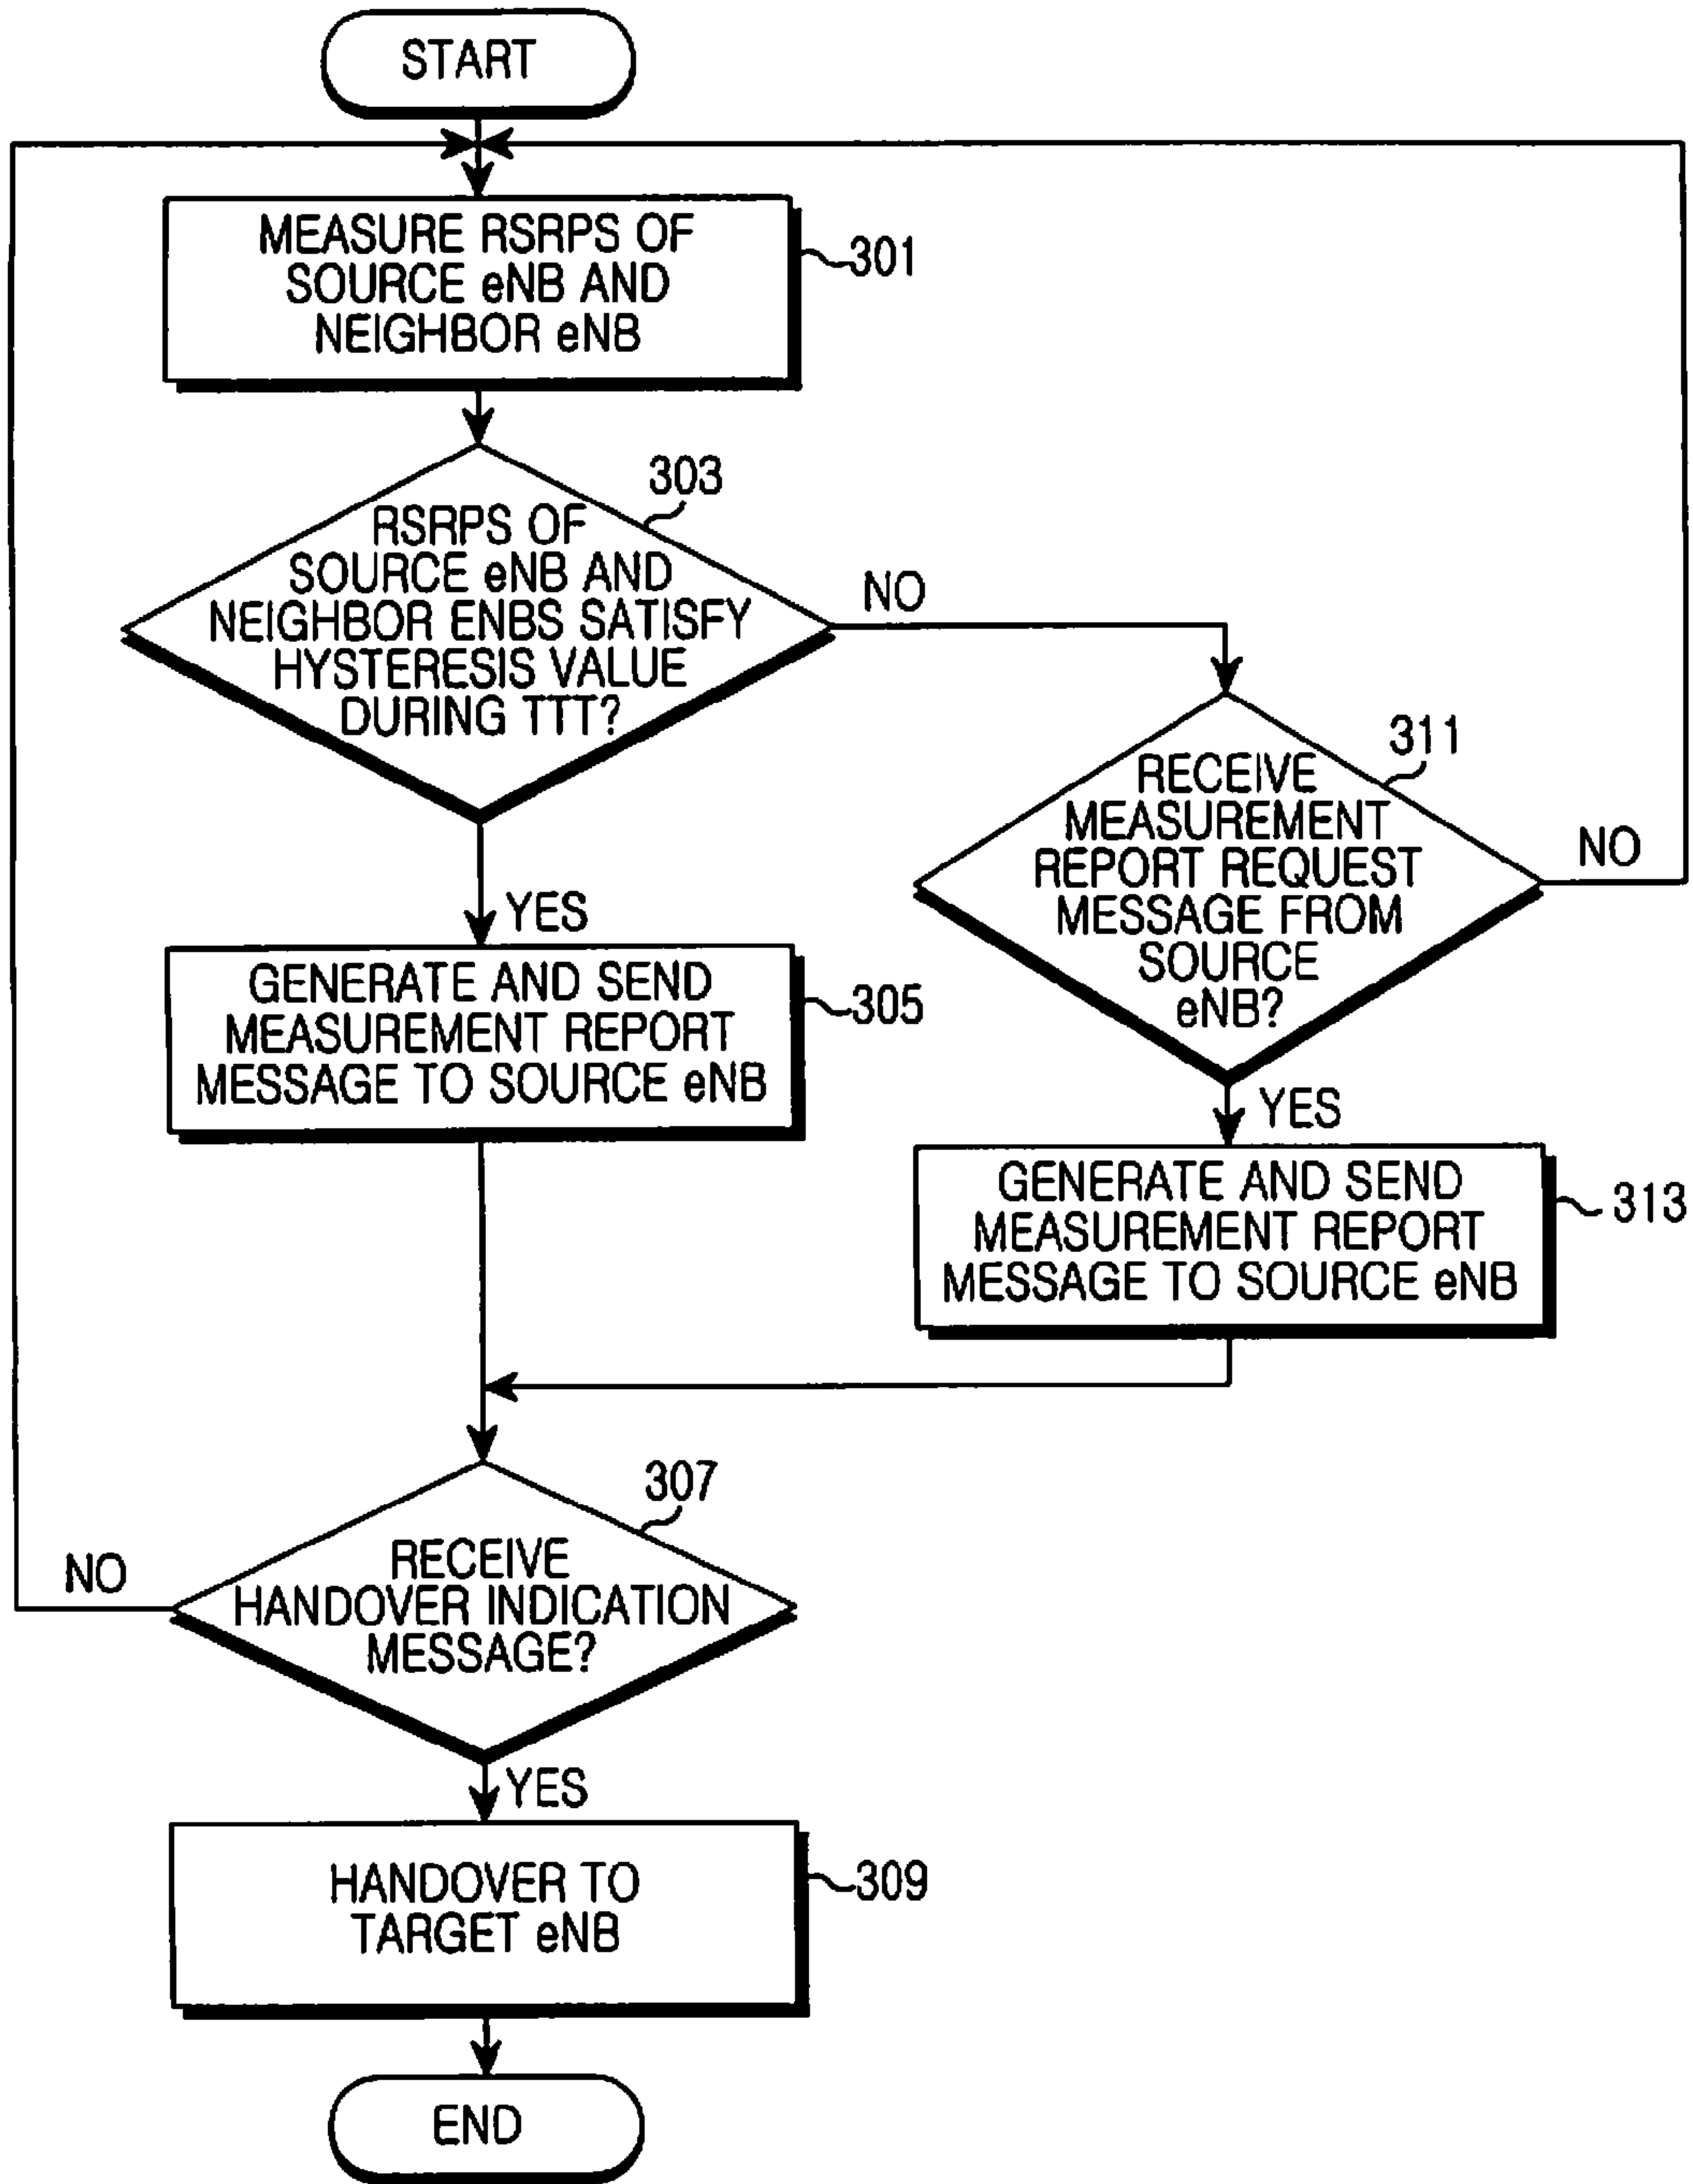 START
MEASURE RSRPS OF
SOURCE eNB AND
NEIGHBOR eNB
301
303
RSRPS OF
SOURCE eNB AND
NEIGHBOR ENBS SATISFY
HYSTERESIS VALUE
DURING TTT?
NO
311
RECEIVE
MEASUREMENT
REPORT REQUEST
MESSAGE FROM
SOURCE
eNB?
NO
YES
GENERATE AND SEND
MEASUREMENT REPORT
MESSAGE TO SOURCE eNB
305
YES
GENERATE AND SEND
MEASUREMENT REPORT
MESSAGE TO SOURCE eNB
313
307
RECEIVE
HANDOVER INDICATION
MESSAGE?
NO
YES
HANDOVER TO
TARGET eNB
309
END